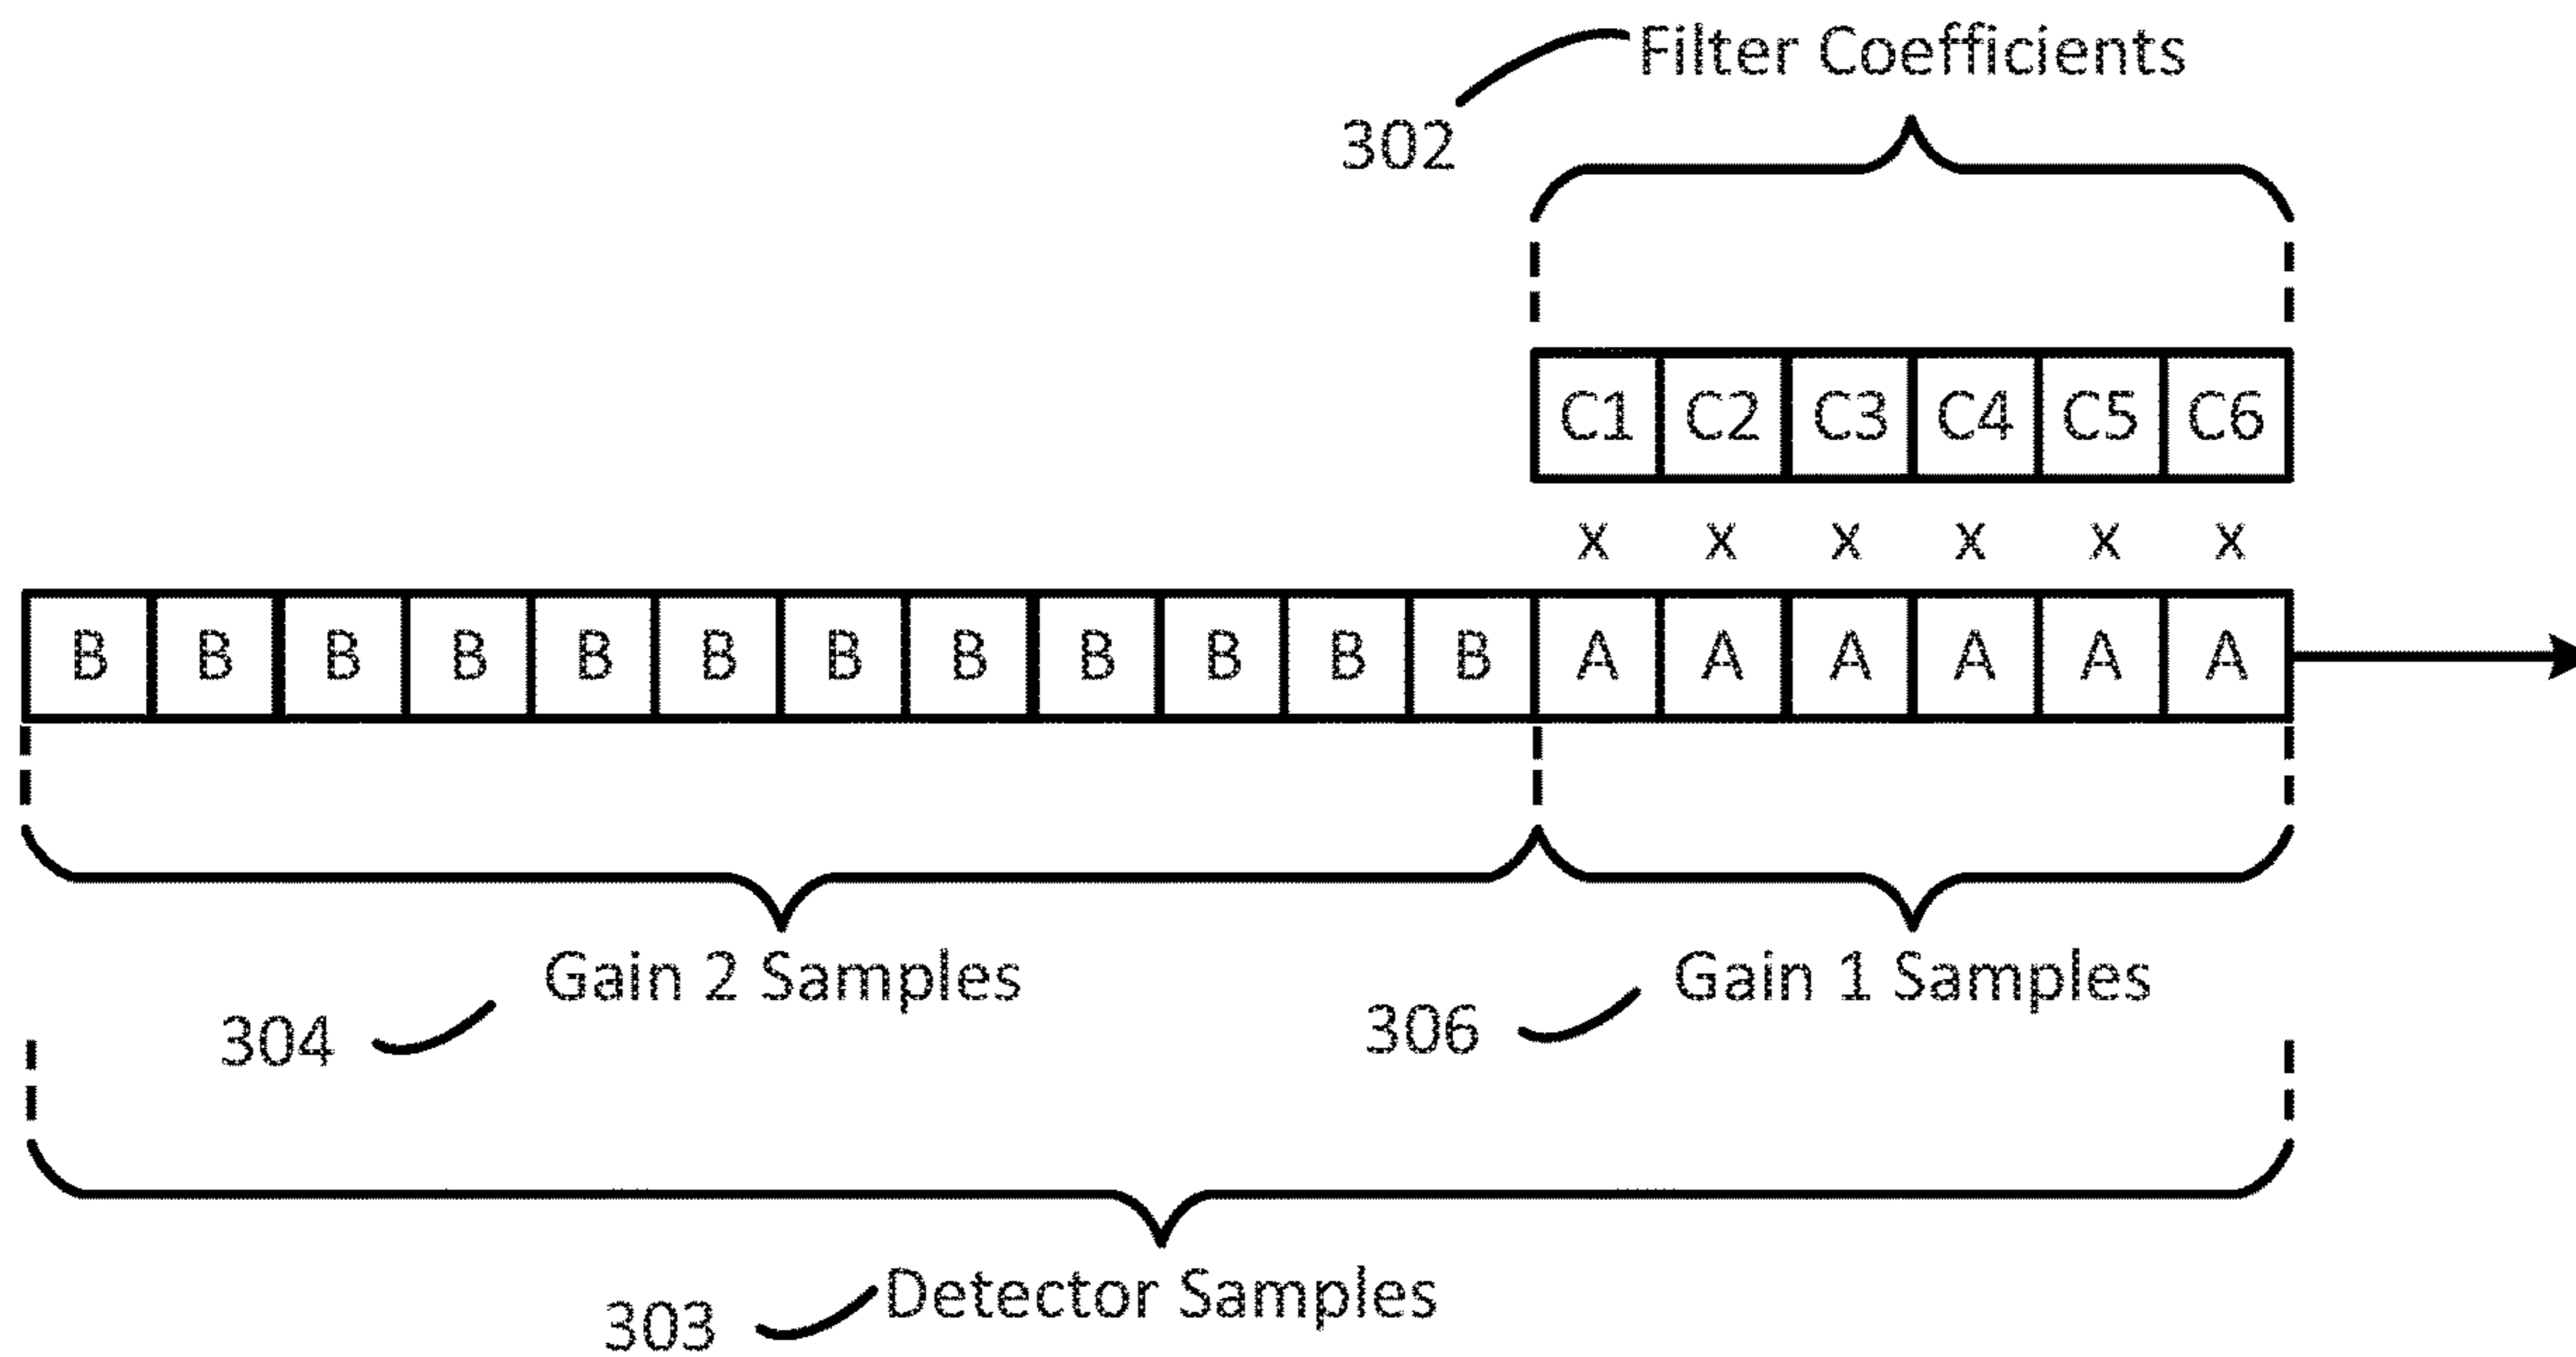 Filter Coefficients
302
C1 C2 C3 C4 C5 C6
x x x x x x
B B B B B B B B B B B B A A A A A A
Gain 2 Samples
Gain 1 Samples
304
306
Detector Samples
303